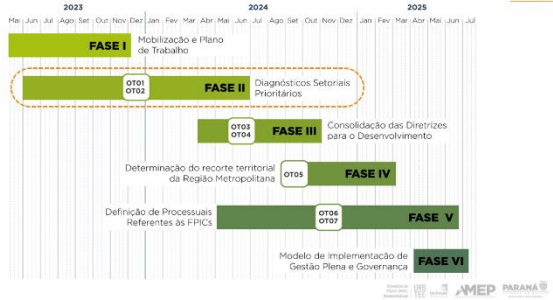 2023 2024 2025
Mai Jun Jul Ago Set Out Nov Dez Jan Fev Mar Abr Mai Jun Jul Ago Set Out Nov Dez Jan Fev Mar Abr Mai Jun Jul
FASE I Mobilização e Plano
de Trabalho
OT01
OT02
FASE II Diagnósticos Setoriais
Prioritários
OT03
OT04
FASE III Consolidação das Diretrizes
para o Desenvolvimento
Determinação do recorte territorial
da Região Metropolitana
OT05
FASE IV
Definição de Processuais
Referentes às FPICs
OT06
OT07
FASE V
Modelo de Implementação de
Gestão Plena e Governança
FASE VI
URB
TEC
AMEP
PARANÁ